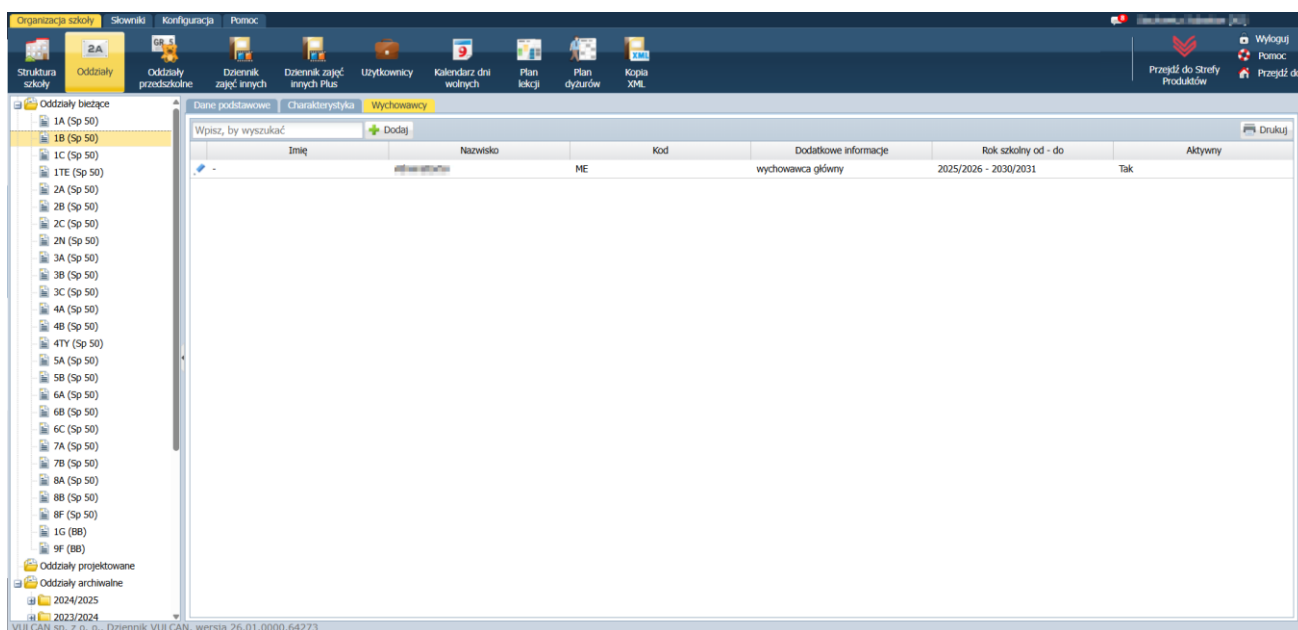 Organizacja szkoły Słowniki Konfiguracja Pomoc
Wyloguj
Pomoc
Przejdź do
Struktura szkoły
2A
Oddziały
GR_5
Oddziały przedszkolne
Dziennik zajęć innych
Dziennik zajęć innych Plus
Użytkownicy
9
Kalendarz dni wolnych
Plan lekcji
Plan dyżurów
XML
Kopia XML
Przejdź do Strefy Produktów
Oddziały bieżące
1A (Sp 50)
1B (Sp 50)
1C (Sp 50)
1TE (Sp 50)
2A (Sp 50)
2B (Sp 50)
2C (Sp 50)
2N (Sp 50)
3A (Sp 50)
3B (Sp 50)
3C (Sp 50)
4A (Sp 50)
4B (Sp 50)
4TY (Sp 50)
5A (Sp 50)
5B (Sp 50)
6A (Sp 50)
6B (Sp 50)
6C (Sp 50)
7A (Sp 50)
7B (Sp 50)
8A (Sp 50)
8B (Sp 50)
8F (Sp 50)
1G (BB)
9F (BB)
Oddziały projektowane
Oddziały archiwalne
2024/2025
2023/2024
Dane podstawowe Charakterystyka Wychowawcy
Wpisz, by wyszukać Dodaj Drukuj
Imię Nazwisko Kod Dodatkowe informacje Rok szkolny od - do Aktywny
- ME wychowawca główny 2025/2026 - 2030/2031 Tak
VULCAN sp. z o. o., Dziennik VULCAN, wersja 26.01.0000.64273